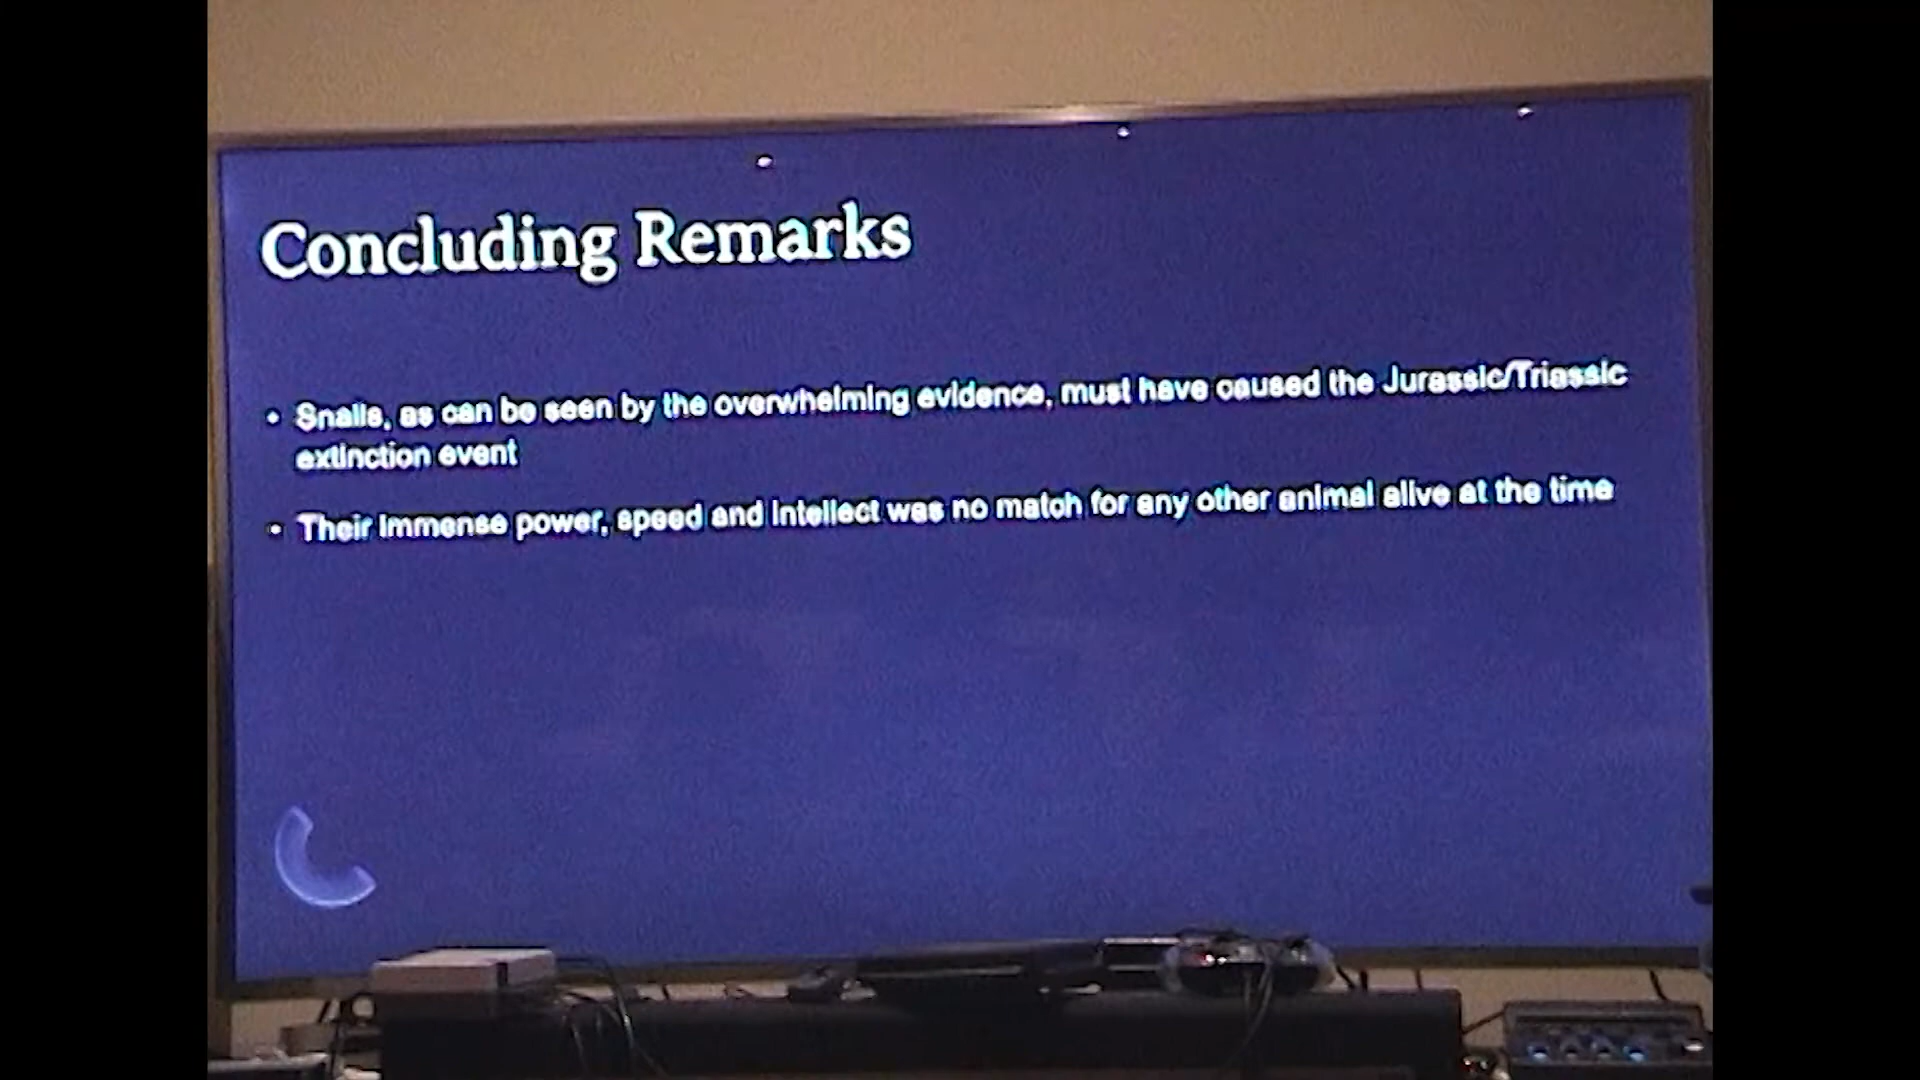 Concluding Remarks
• Snails, as can be seen by the overwhelming evidence, must have caused the Jurassic/Triassic
extinction event
• Their immense power, speed and intellect was no match for any other animal alive at the time